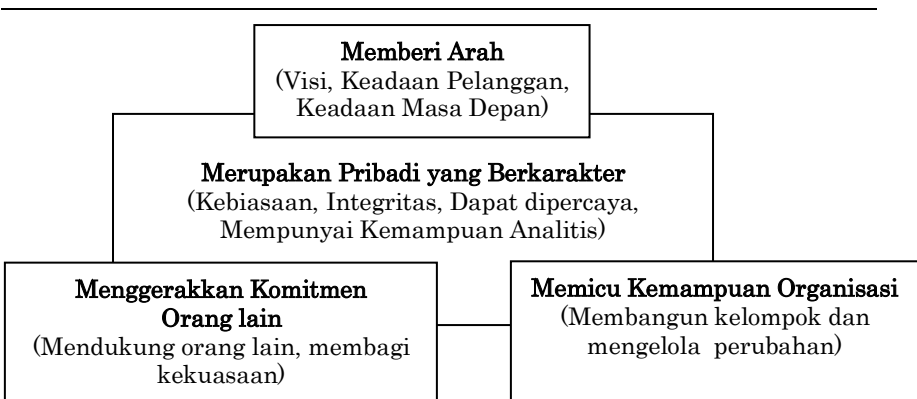 Memberi Arah
(Visi, Keadaan Pelanggan,
Keadaan Masa Depan)
Merupakan Pribadi yang Berkarakter
(Kebiasaan, Integritas, Dapat dipercaya,
Mempunyai Kemampuan Analitis)
Menggerakkan Komitmen
Orang lain
(Mendukung orang lain, membagi
kekuasaan)
Memicu Kemampuan Organisasi
(Membangun kelompok dan
mengelola perubahan)